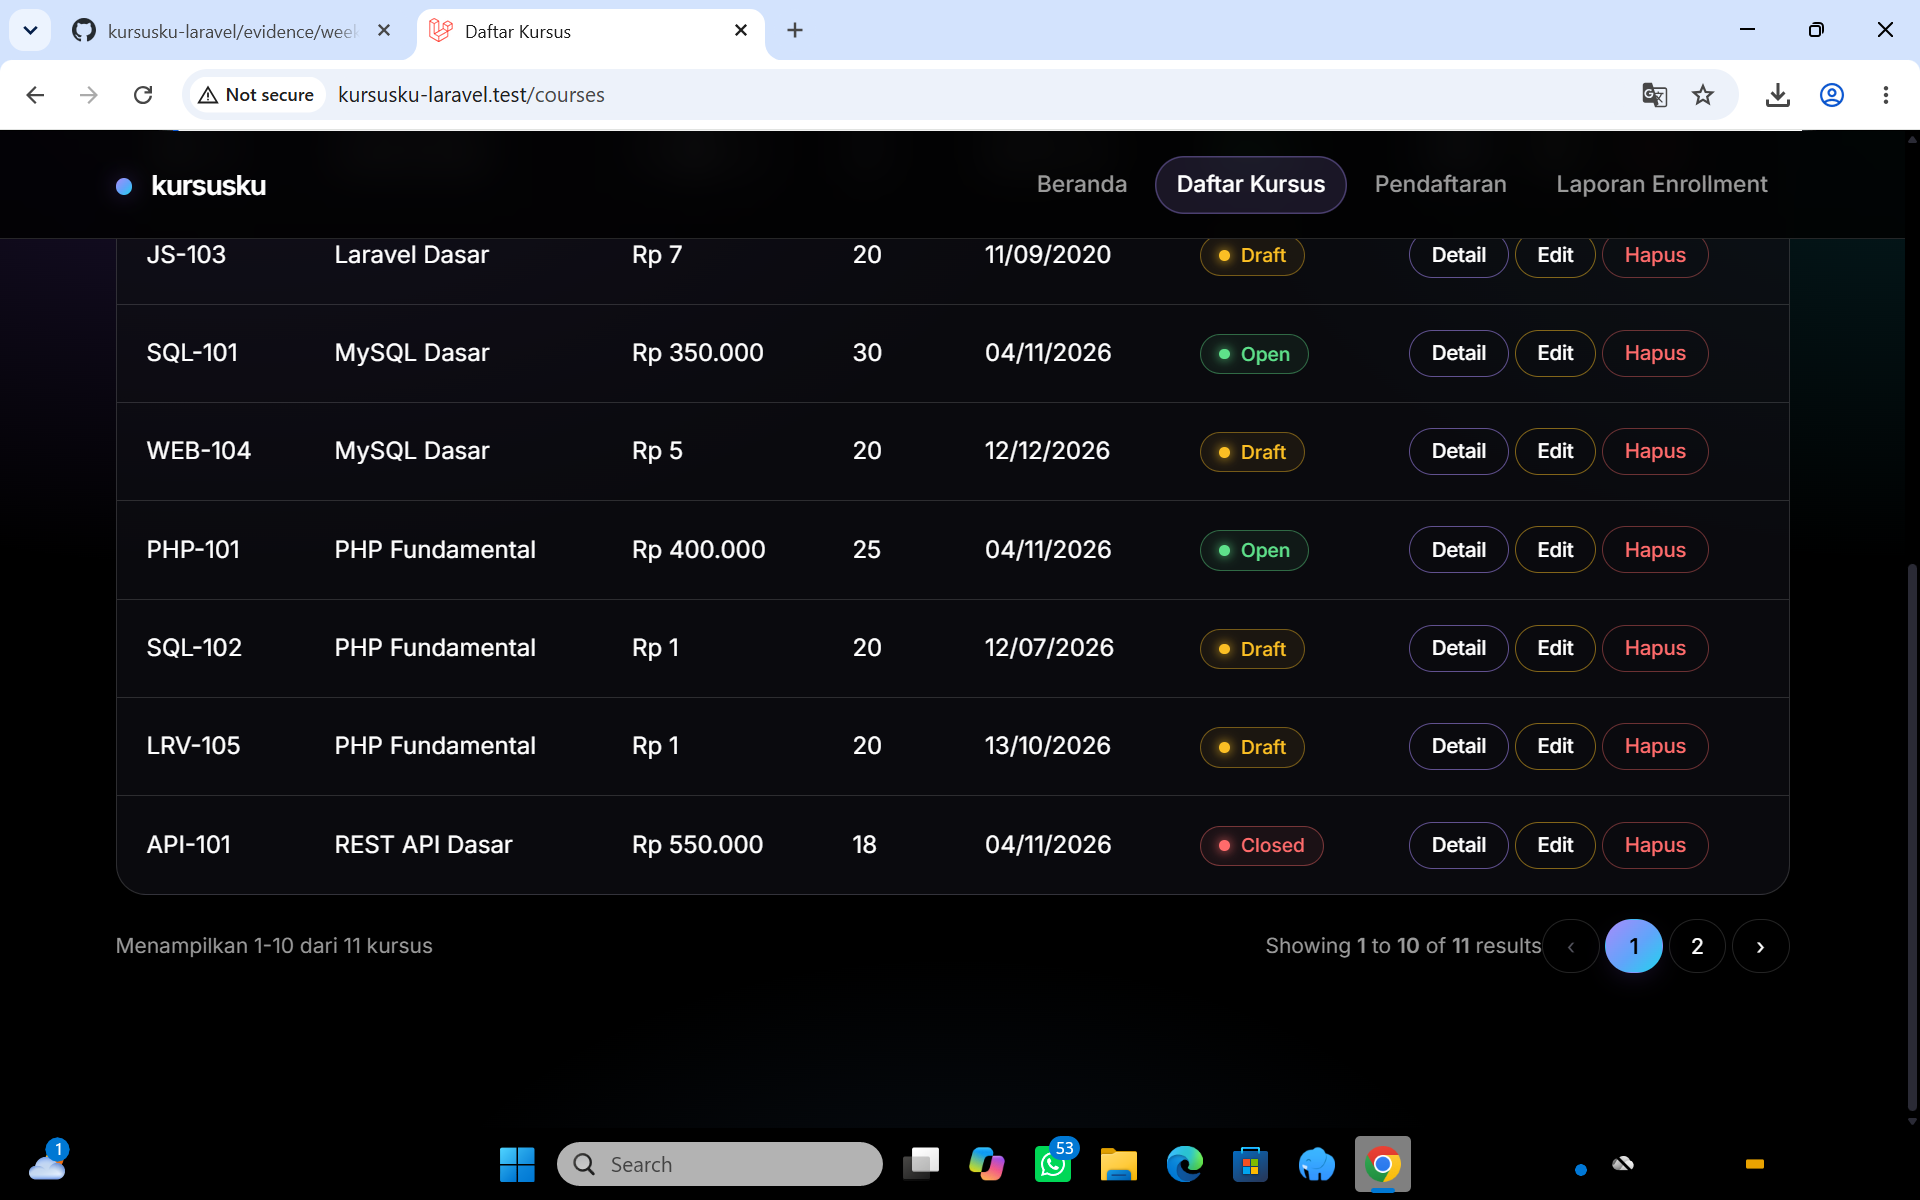 kursusku-laravel/evidence/week
Daftar Kursus
Not secure
kursusku-laravel.test/courses
kursusku
Beranda
Daftar Kursus
Pendaftaran
Laporan Enrollment
JS-103 Laravel Dasar Rp 7 20 11/09/2020 Draft Detail Edit Hapus
SQL-101 MySQL Dasar Rp 350.000 30 04/11/2026 Open Detail Edit Hapus
WEB-104 MySQL Dasar Rp 5 20 12/12/2026 Draft Detail Edit Hapus
PHP-101 PHP Fundamental Rp 400.000 25 04/11/2026 Open Detail Edit Hapus
SQL-102 PHP Fundamental Rp 1 20 12/07/2026 Draft Detail Edit Hapus
LRV-105 PHP Fundamental Rp 1 20 13/10/2026 Draft Detail Edit Hapus
API-101 REST API Dasar Rp 550.000 18 04/11/2026 Closed Detail Edit Hapus
Menampilkan 1-10 dari 11 kursus
Showing 1 to 10 of 11 results ‹ 1 2 ›
1
Search
53